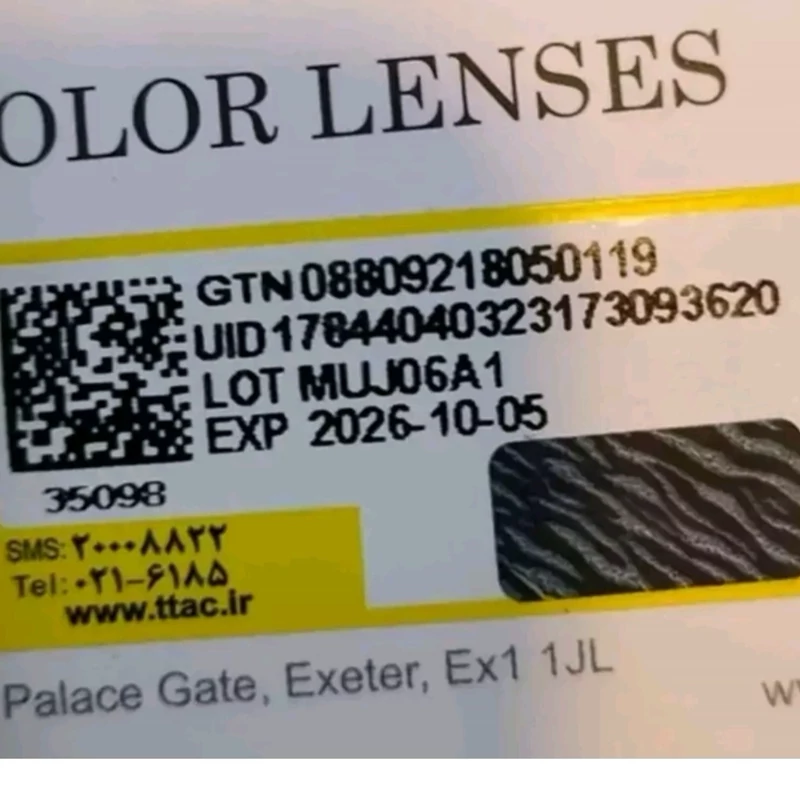 OLOR LENSES
GTN 08809218050119
UID 17844040323173093620
LOT MUJ06A1
EXP 2026-10-05
35098
SMS: ۲۰۰۰۸۸۲۲
Tel: ۰۲۱-۶۱۸۵
www.ttac.ir
Palace Gate, Exeter, Ex1 1JL